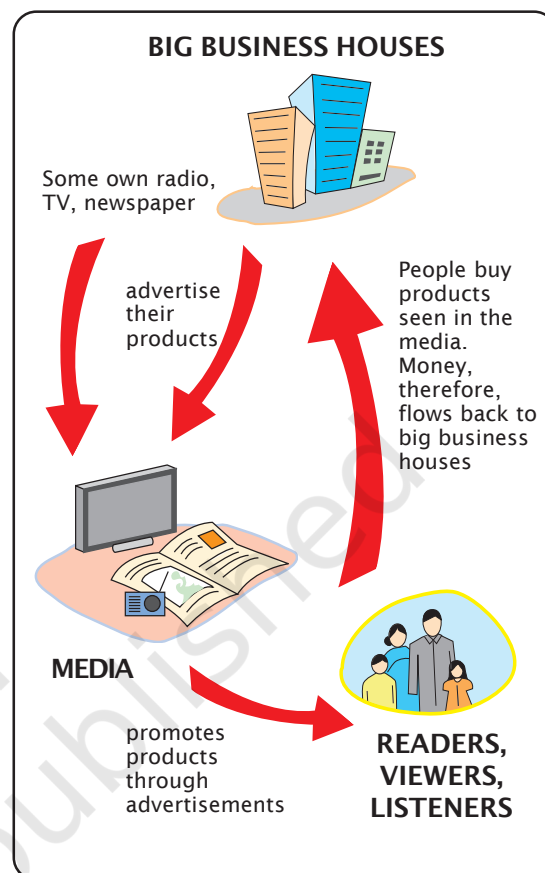 BIG BUSINESS HOUSES
Some own radio,
TV, newspaper
advertise
their
products
People buy
products
seen in the
media.
Money,
therefore,
flows back to
big business
houses
MEDIA
promotes
products
through
advertisements
READERS,
VIEWERS,
LISTENERS
published